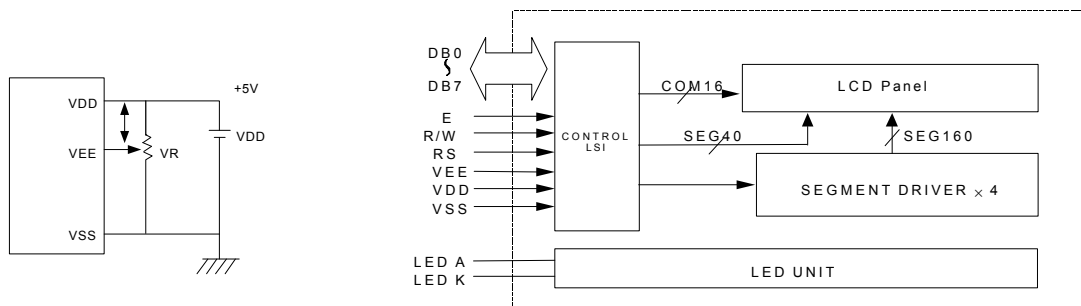 +5V
VDD
VDD
VEE
VR
VSS
DB0
DB7
E
R/W
RS
VEE
VDD
VSS
LED A
LED K
CONTROL
LSI
COM16
SEG40
LCD Panel
SEG160
SEGMENT DRIVER × 4
LED UNIT